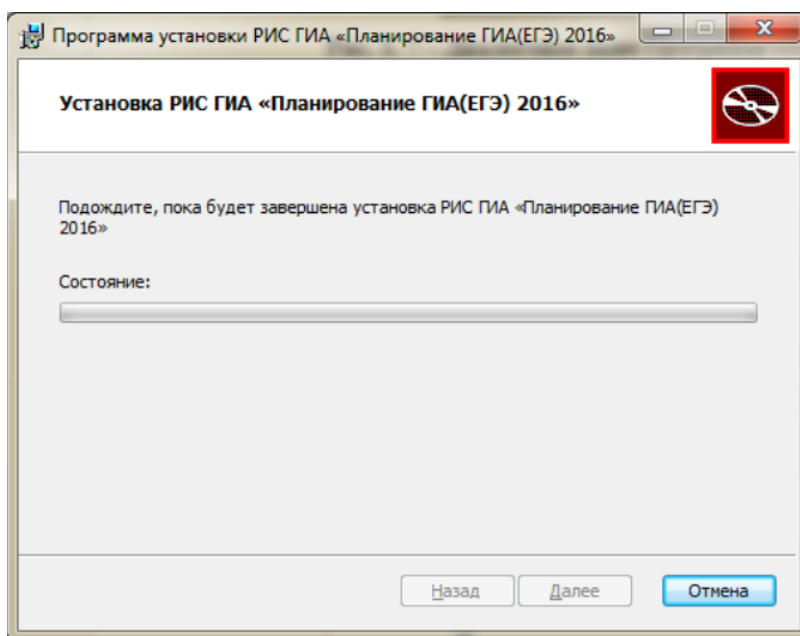 Программа установки РИС ГИА «Планирование ГИА(ЕГЭ) 2016»
Установка РИС ГИА «Планирование ГИА(ЕГЭ) 2016»
Подождите, пока будет завершена установка РИС ГИА «Планирование ГИА(ЕГЭ)
2016»
Состояние:
Назад Далее Отмена